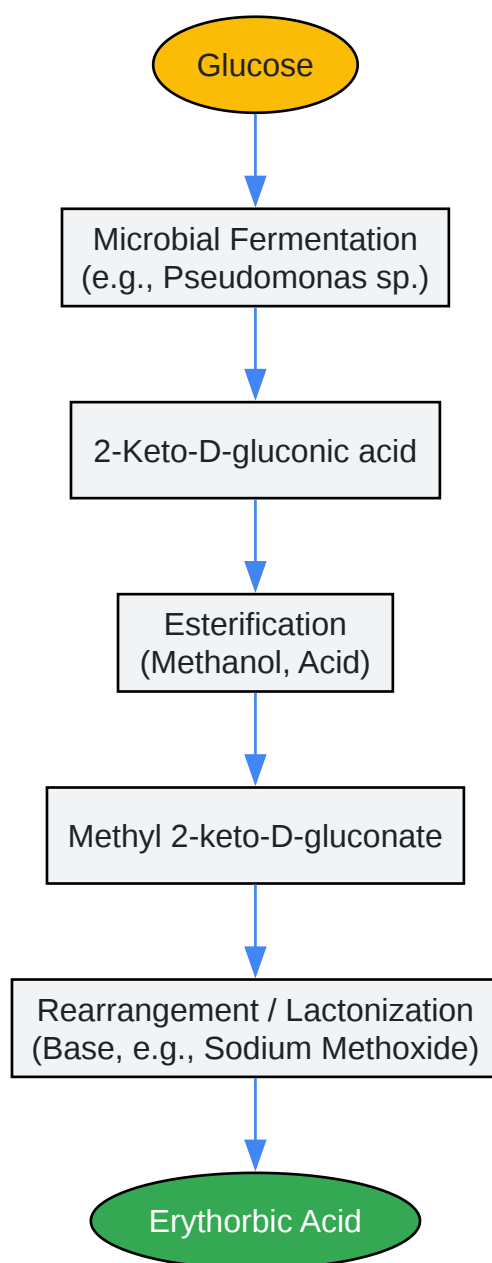 Glucose
Microbial Fermentation
(e.g., Pseudomonas sp.)
2-Keto-D-gluconic acid
Esterification
(Methanol, Acid)
Methyl 2-keto-D-gluconate
Rearrangement / Lactonization
(Base, e.g., Sodium Methoxide)
Erythorbic Acid